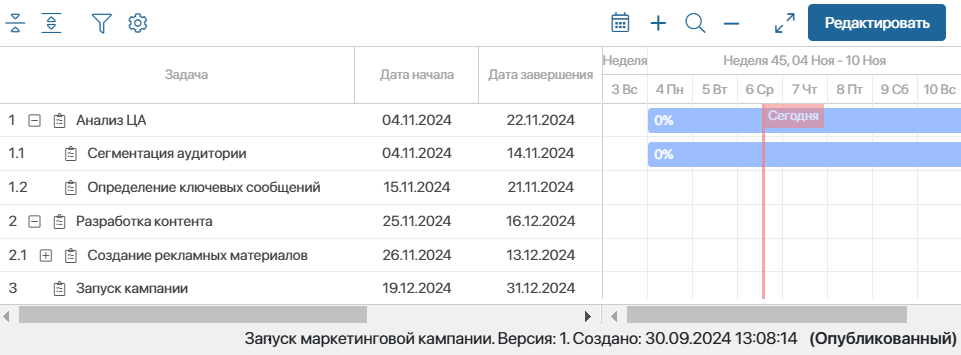 Редактировать
Задача Дата начала Дата завершения Неделя Неделя 45, 04 Ноя - 10 Ноя
3 Вс 4 Пн 5 Вт 6 Ср 7 Чт 8 Пт 9 Сб 10 Вс
1 Анализ ЦА 04.11.2024 22.11.2024 0% Сегодня
1.1 Сегментация аудитории 04.11.2024 14.11.2024 0%
1.2 Определение ключевых сообщений 15.11.2024 21.11.2024
2 Разработка контента 25.11.2024 16.12.2024
2.1 Создание рекламных материалов 26.11.2024 13.12.2024
3 Запуск кампании 19.12.2024 31.12.2024
Запуск маркетинговой кампании. Версия: 1. Создано: 30.09.2024 13:08:14 (Опубликованный)